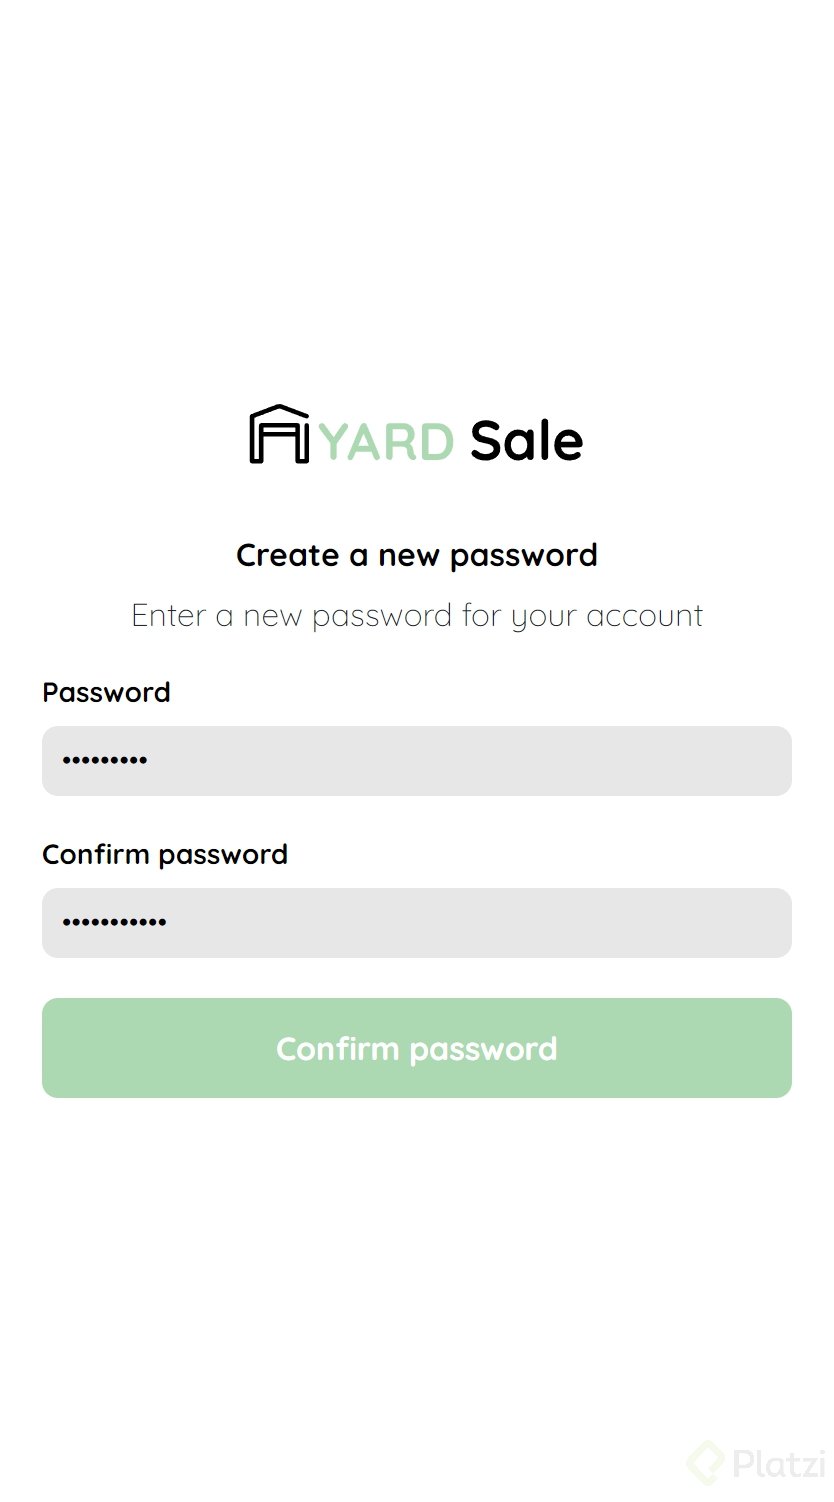 YARD Sale
Create a new password
Enter a new password for your account
Password
•••••••••
Confirm password
•••••••••••
Confirm password
Platzi